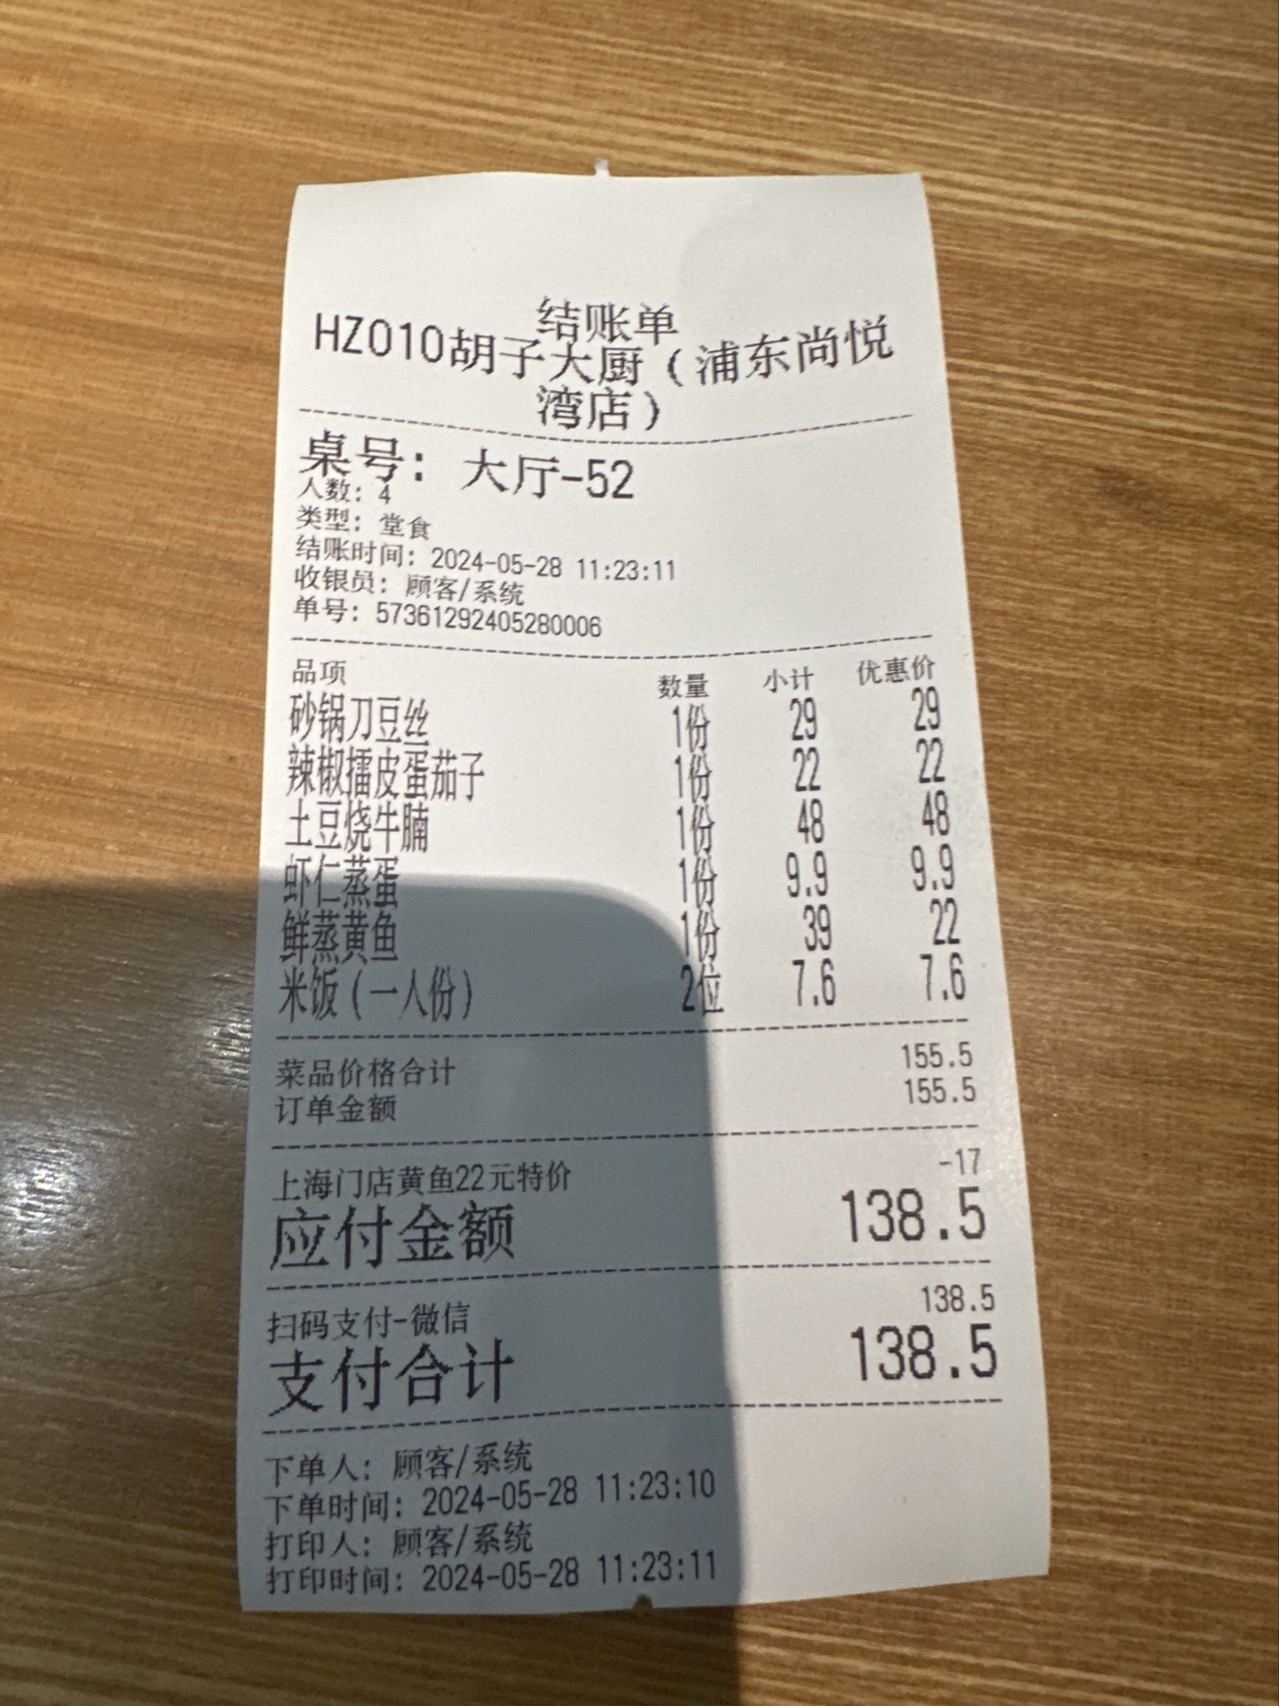 结账单
HZ010胡子大厨（浦东尚悦
湾店）
桌号：大厅-52
人数：4
类型：堂食
结账时间：2024-05-28 11:23:11
收银员：顾客/系统
单号：57361292405280006
品项 数量 小计 优惠价
砂锅刀豆丝 1份 29 29
辣椒擂皮蛋茄子 1份 22 22
土豆烧牛腩 1份 48 48
虾仁蒸蛋 1份 9.9 9.9
鲜蒸黄鱼 1份 39 22
米饭（一人份） 2位 7.6 7.6
菜品价格合计 155.5
订单金额 155.5
上海门店黄鱼22元特价 -17
应付金额 138.5
扫码支付-微信 138.5
支付合计 138.5
下单人：顾客/系统
下单时间：2024-05-28 11:23:10
打印人：顾客/系统
打印时间：2024-05-28 11:23:11